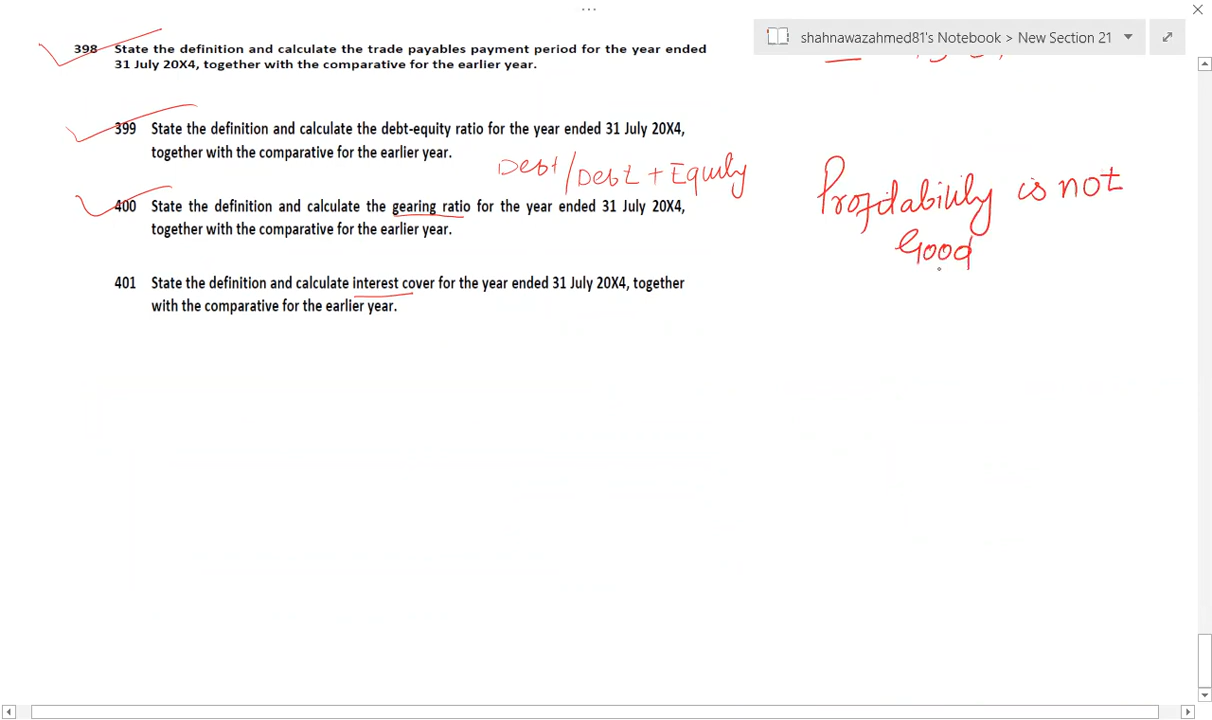 shahnawazahmed81's Notebook > New Section 21
398 State the definition and calculate the trade payables payment period for the year ended
31 July 20X4, together with the comparative for the earlier year.
399 State the definition and calculate the debt-equity ratio for the year ended 31 July 20X4,
together with the comparative for the earlier year.
Debt/Debt + Equity
Profitability is not
Good
400 State the definition and calculate the gearing ratio for the year ended 31 July 20X4,
together with the comparative for the earlier year.
401 State the definition and calculate interest cover for the year ended 31 July 20X4, together
with the comparative for the earlier year.